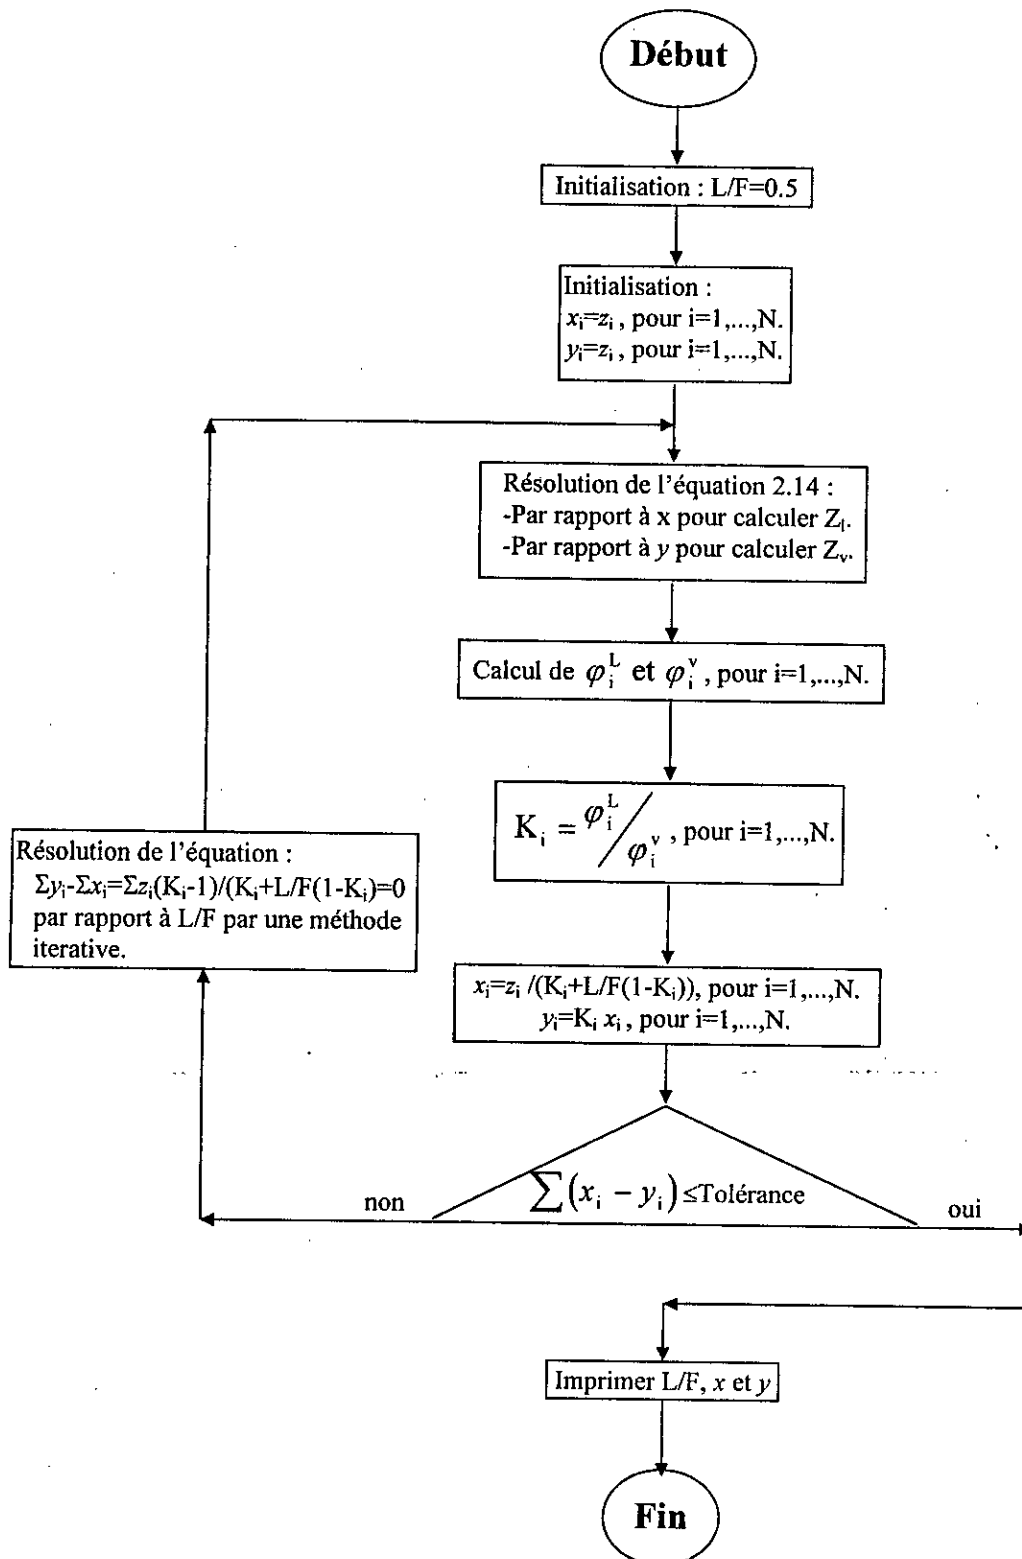 Début
Initialisation : L/F=0.5
Initialisation :
xᵢ=zᵢ , pour i=1,...,N.
yᵢ=zᵢ , pour i=1,...,N.
Résolution de l'équation 2.14 :
-Par rapport à x pour calculer Zₗ.
-Par rapport à y pour calculer Zᵥ.
Calcul de φᵢᴸ et φᵢᵛ , pour i=1,...,N.
Kᵢ = φᵢᴸ / φᵢᵛ , pour i=1,...,N.
Résolution de l'équation :
Σyᵢ-Σxᵢ=Σzᵢ(Kᵢ-1)/(Kᵢ+L/F(1-Kᵢ)=0
par rapport à L/F par une méthode
iterative.
xᵢ=zᵢ /(Kᵢ+L/F(1-Kᵢ)), pour i=1,...,N.
yᵢ=Kᵢ xᵢ , pour i=1,...,N.
∑(xᵢ − yᵢ) ≤Tolérance
non
oui
Imprimer L/F, x et y
Fin